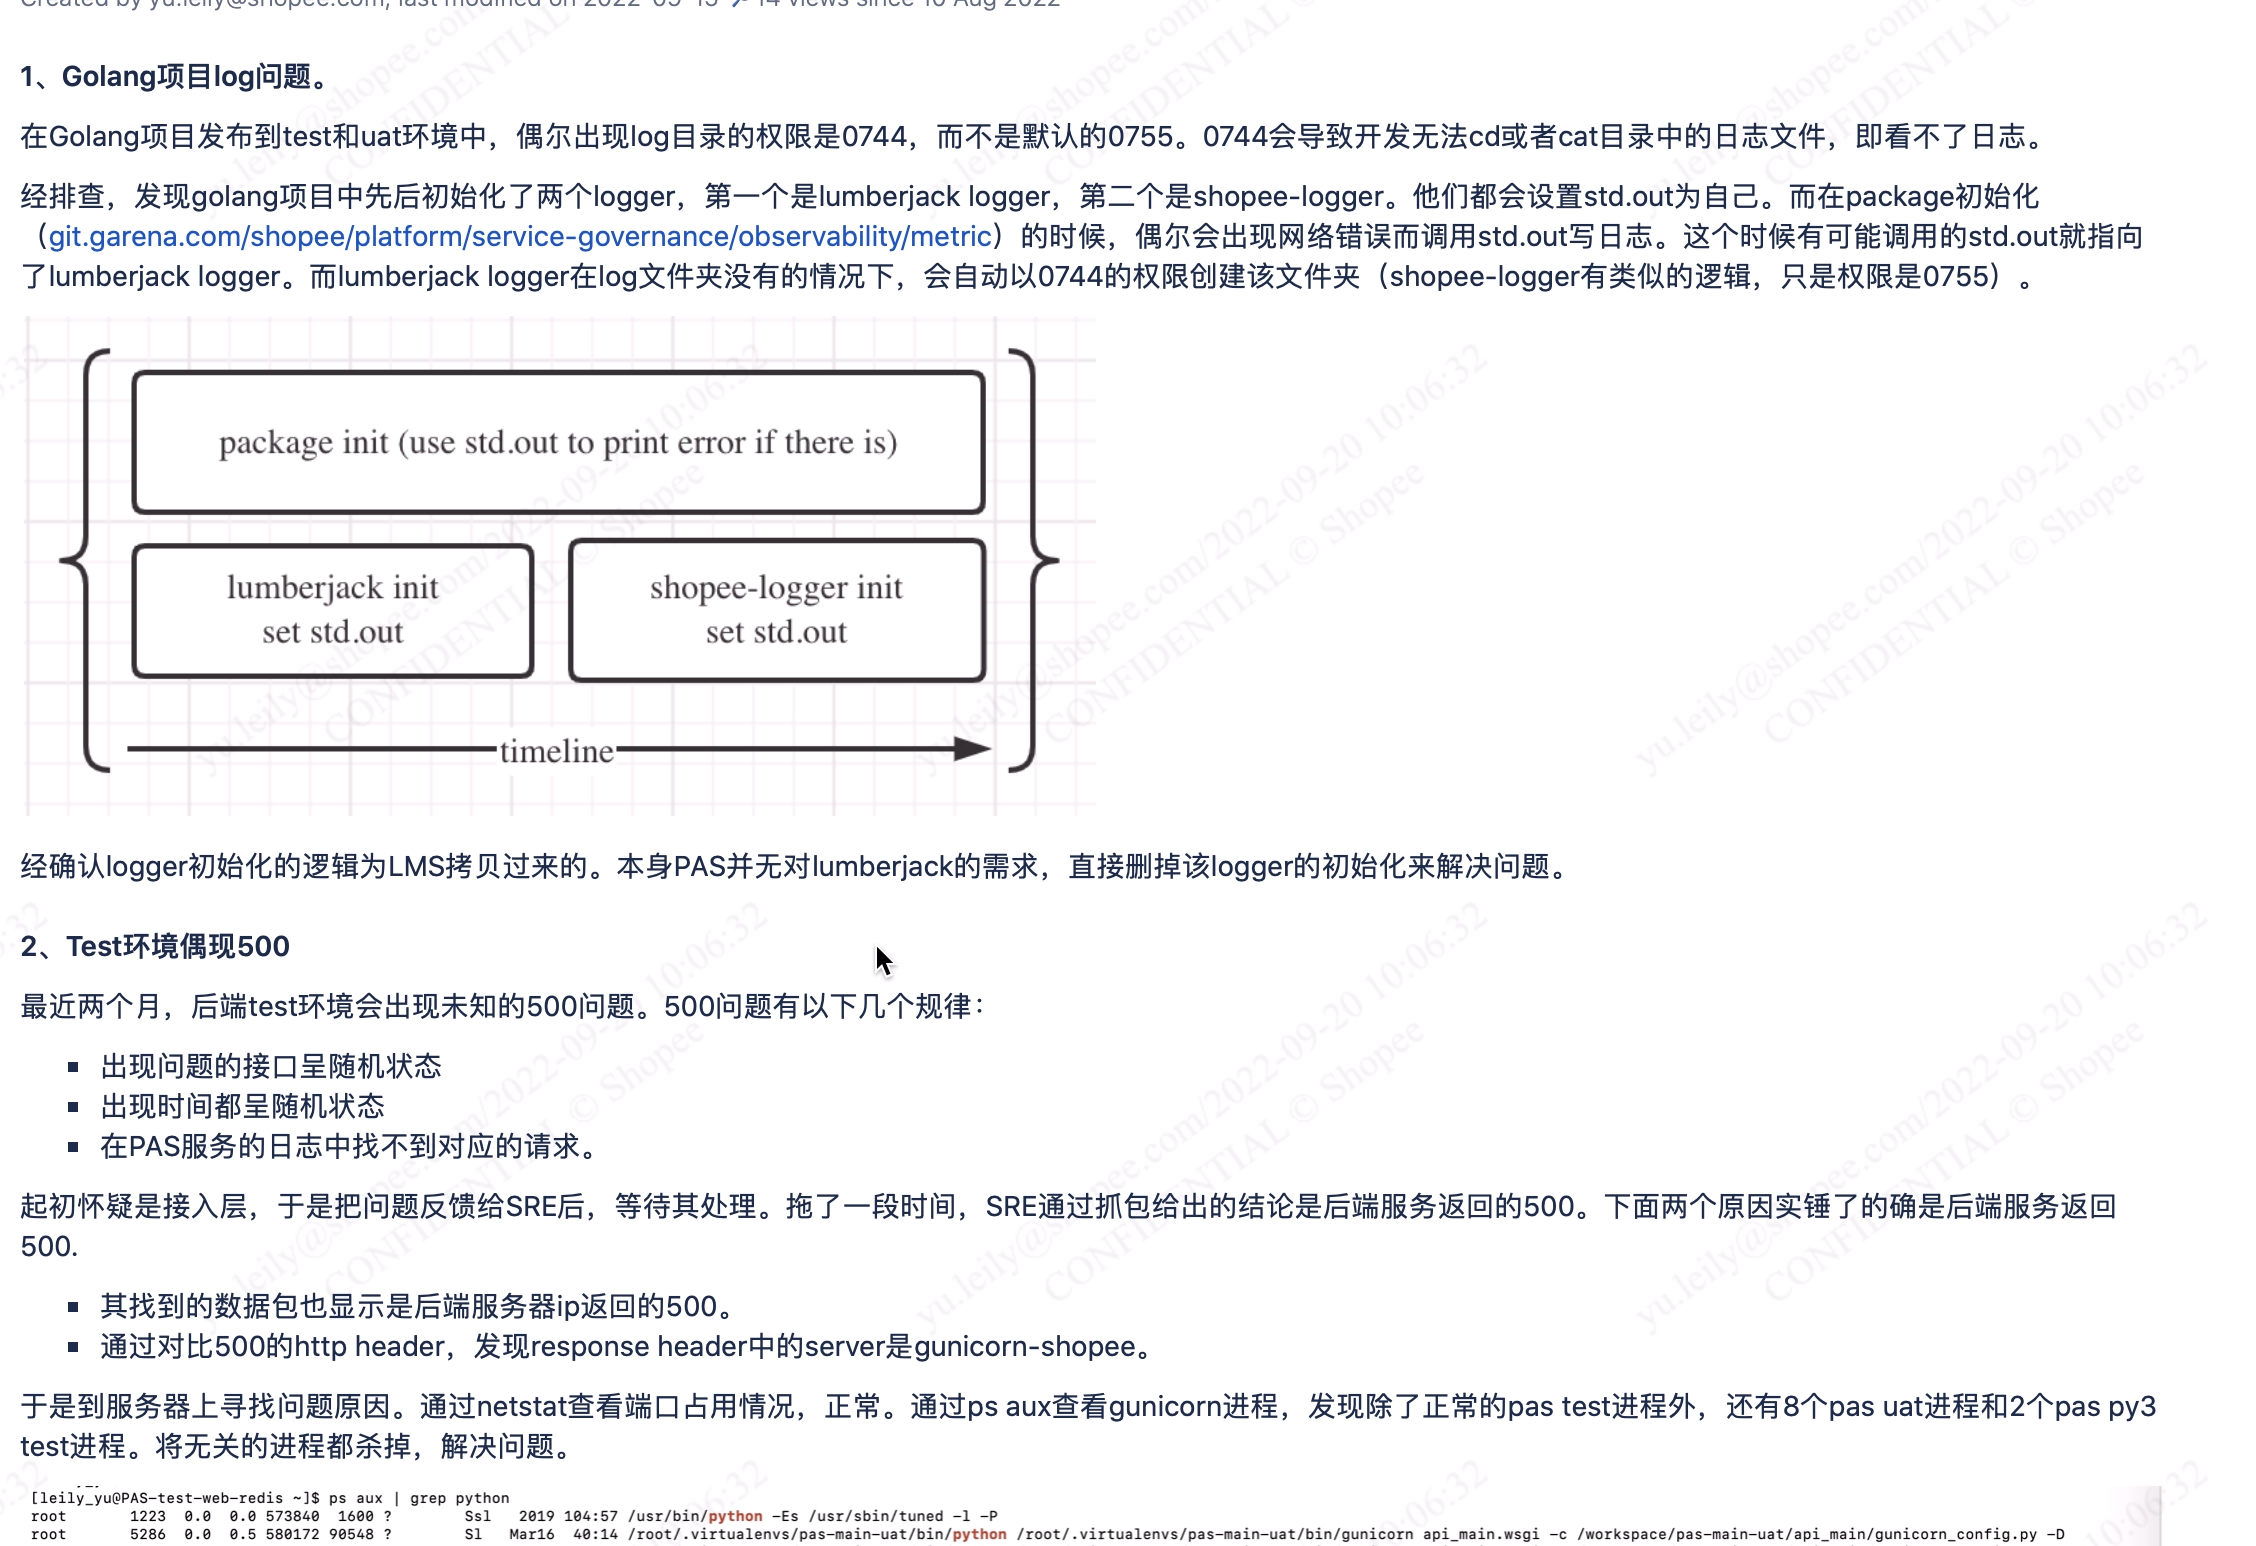 Created by yu.leily@shopee.com, last modified on 2022-09-15 14 views since 10 Aug 2022
1、Golang项目log问题。
在Golang项目发布到test和uat环境中，偶尔出现log目录的权限是0744，而不是默认的0755。0744会导致开发无法cd或者cat目录中的日志文件，即看不了日志。
经排查，发现golang项目中先后初始化了两个logger，第一个是lumberjack logger，第二个是shopee-logger。他们都会设置std.out为自己。而在package初始化
（git.garena.com/shopee/platform/service-governance/observability/metric）的时候，偶尔会出现网络错误而调用std.out写日志。这个时候有可能调用的std.out就指向
了lumberjack logger。而lumberjack logger在log文件夹没有的情况下，会自动以0744的权限创建该文件夹（shopee-logger有类似的逻辑，只是权限是0755）。
package init (use std.out to print error if there is)
lumberjack init
set std.out
shopee-logger init
set std.out
timeline
经确认logger初始化的逻辑为LMS拷贝过来的。本身PAS并无对lumberjack的需求，直接删掉该logger的初始化来解决问题。
2、Test环境偶现500
最近两个月，后端test环境会出现未知的500问题。500问题有以下几个规律：
▪ 出现问题的接口呈随机状态
▪ 出现时间都呈随机状态
▪ 在PAS服务的日志中找不到对应的请求。
起初怀疑是接入层，于是把问题反馈给SRE后，等待其处理。拖了一段时间，SRE通过抓包给出的结论是后端服务返回的500。下面两个原因实锤了的确是后端服务返回
500.
▪ 其找到的数据包也显示是后端服务器ip返回的500。
▪ 通过对比500的http header，发现response header中的server是gunicorn-shopee。
于是到服务器上寻找问题原因。通过netstat查看端口占用情况，正常。通过ps aux查看gunicorn进程，发现除了正常的pas test进程外，还有8个pas uat进程和2个pas py3
test进程。将无关的进程都杀掉，解决问题。
[leily_yu@PAS-test-web-redis ~]$ ps aux | grep python
root 1223 0.0 0.0 573840 1600 ? Ssl 2019 104:57 /usr/bin/python -Es /usr/sbin/tuned -l -P
root 5286 0.0 0.5 580172 90548 ? Sl Mar16 40:14 /root/.virtualenvs/pas-main-uat/bin/python /root/.virtualenvs/pas-main-uat/bin/gunicorn api_main.wsgi -c /workspace/pas-main-uat/api_main/gunicorn_config.py -D
yu.leily@shopee.com/2022-09-20 10:06:32
CONFIDENTIAL © Shopee